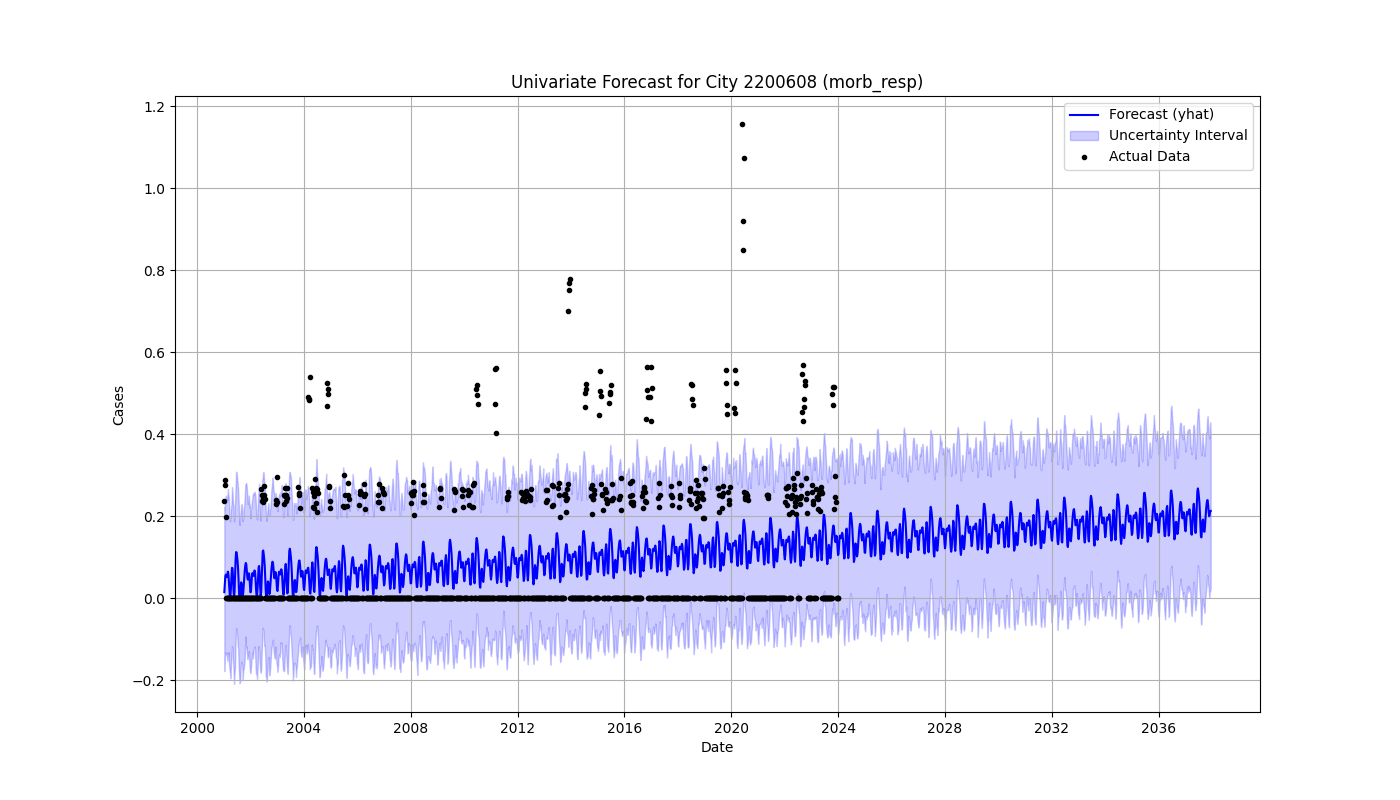 Univariate Forecast for City 2200608 (morb_resp)
Forecast (yhat)
Uncertainty Interval
Actual Data
Cases
1.2
1.0
0.8
0.6
0.4
0.2
0.0
−0.2
2000 2004 2008 2012 2016 2020 2024 2028 2032 2036
Date